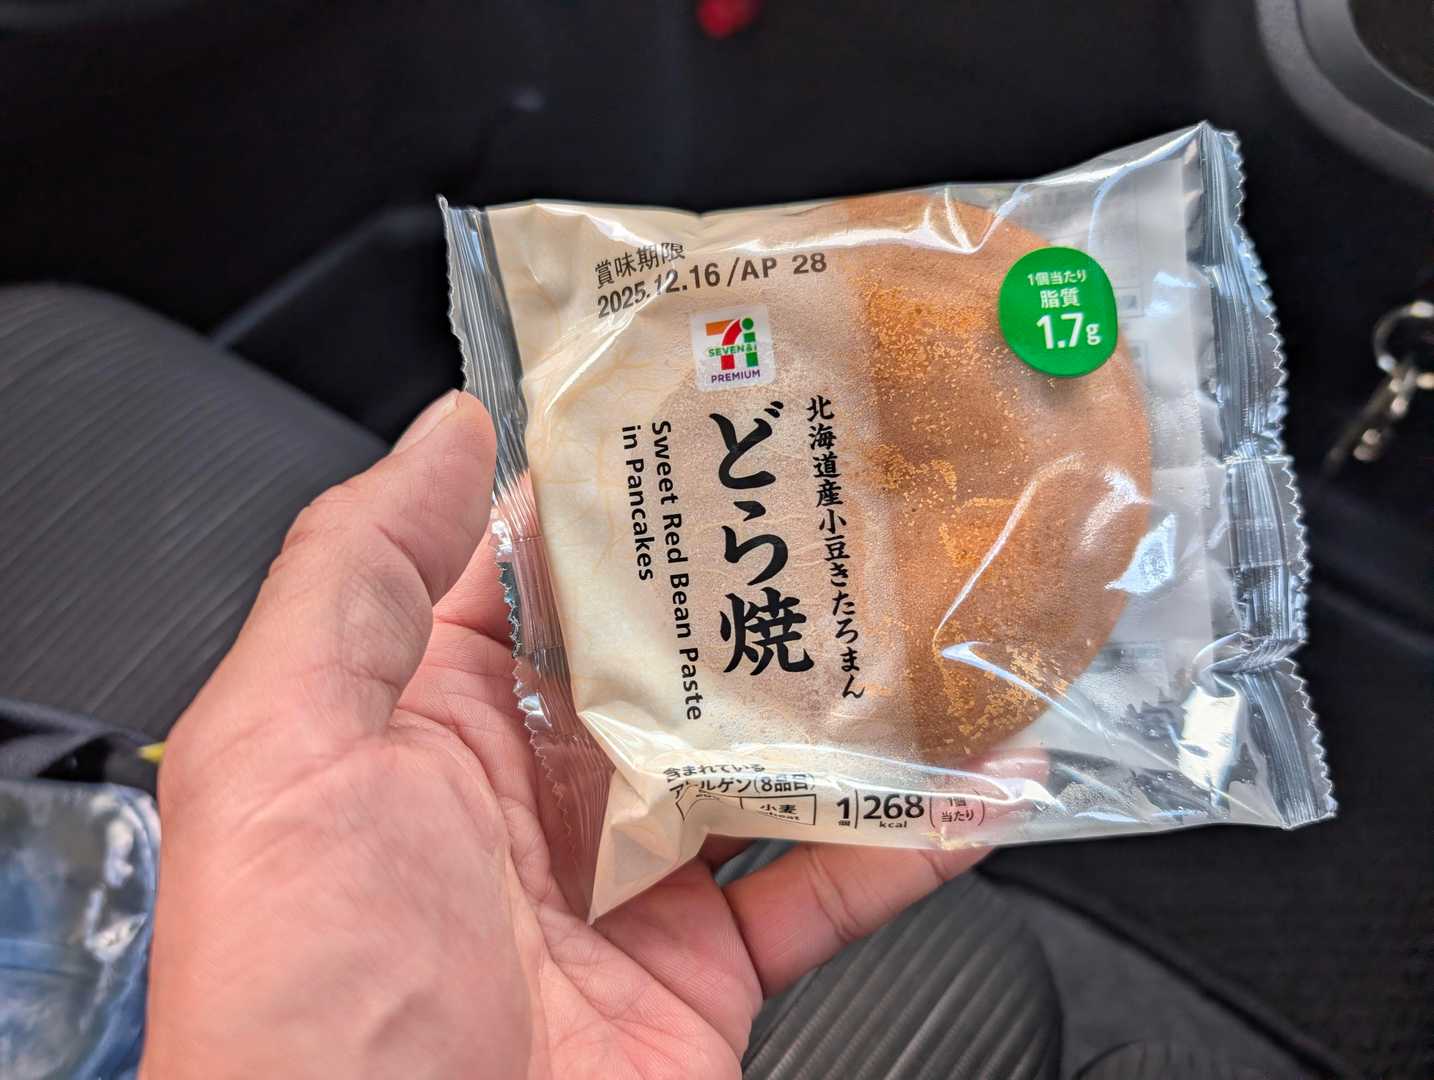 賞味期限
2025.12.16/AP 28
SEVEN&i
PREMIUM
1個当たり
脂質
1.7g
北海道産小豆きたろまん
どら焼
Sweet Red Bean Paste
in Pancakes
含まれている
アレルゲン(8品目)
小麦
1個 268 kcal 1個当たり